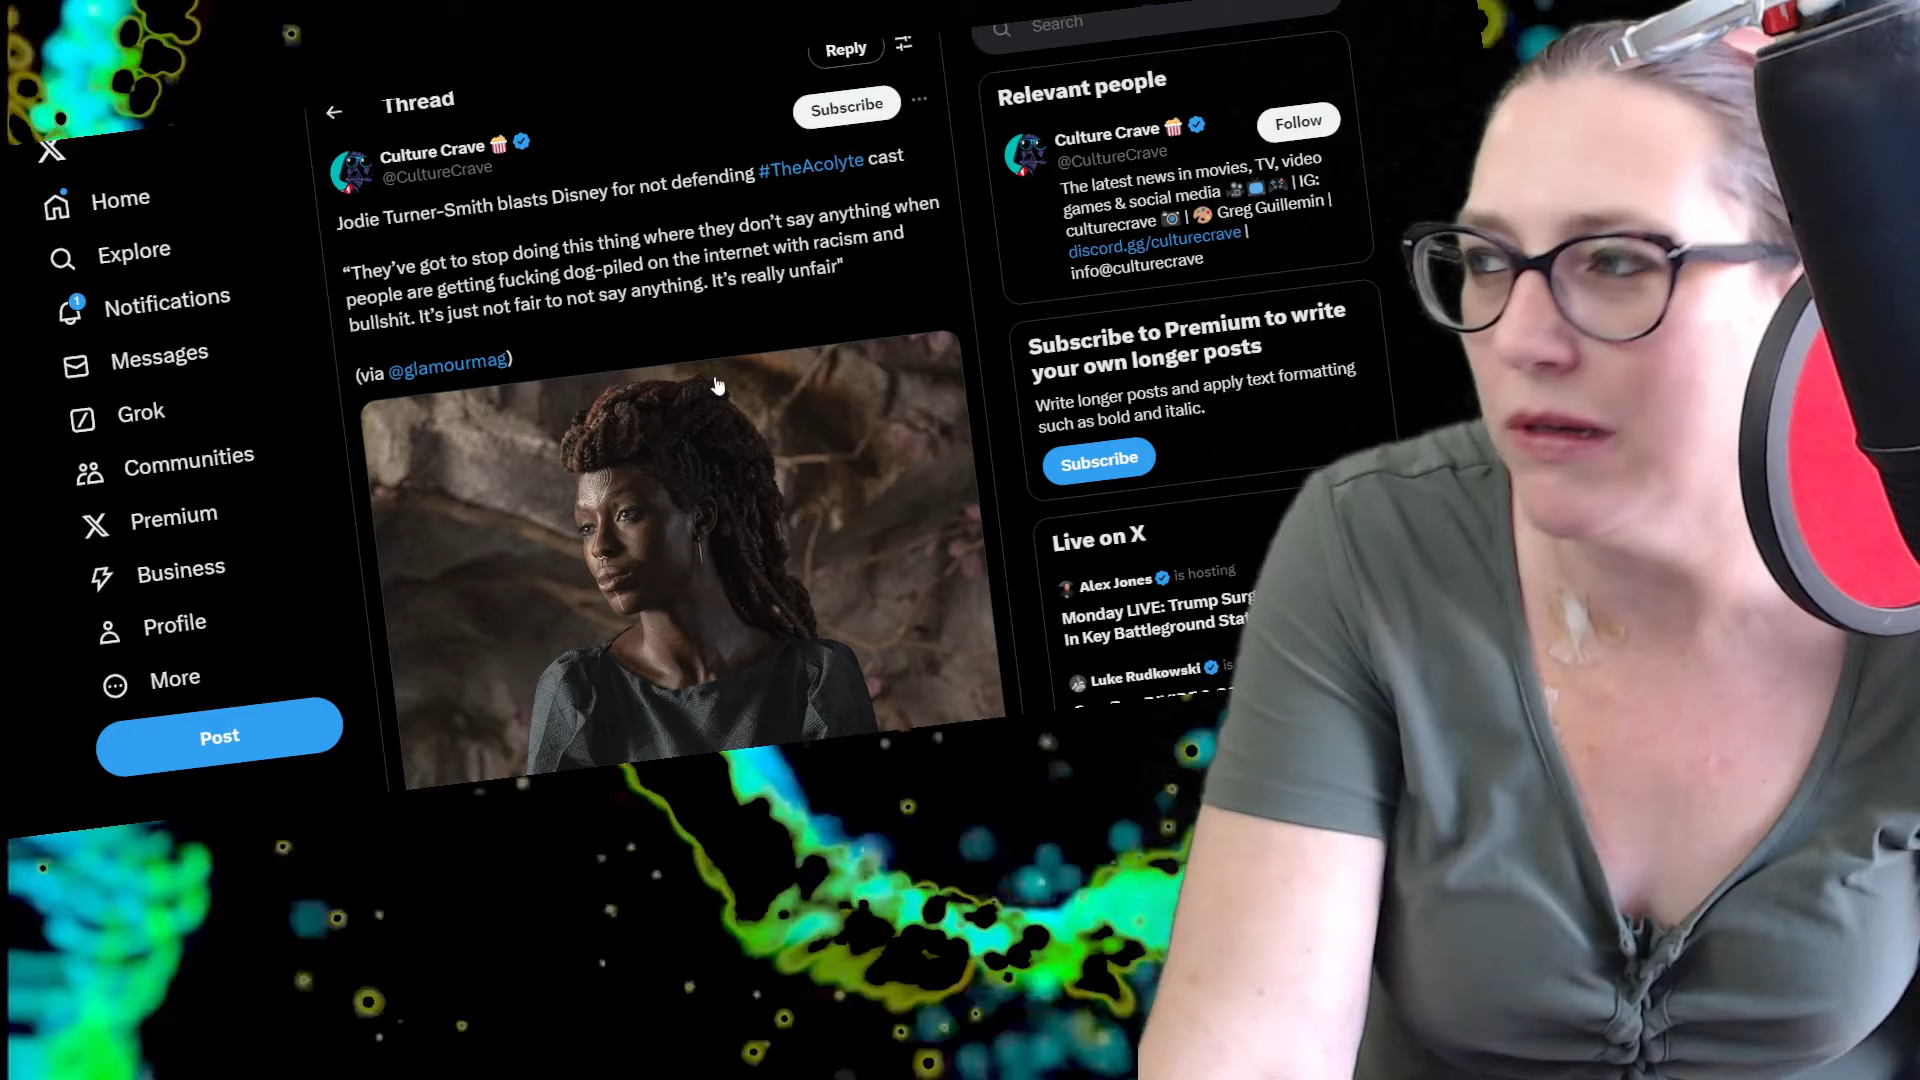 Home
Explore
1
Notifications
Messages
Grok
Communities
Premium
Business
Profile
More
Post
Reply
Thread
Subscribe
Culture Crave
@CultureCrave
Jodie Turner-Smith blasts Disney for not defending #TheAcolyte cast
“They’ve got to stop doing this thing where they don’t say anything when
people are getting fucking dog-piled on the internet with racism and
bullshit. It’s just not fair to not say anything. It’s really unfair"
(via @glamourmag)
Search
Relevant people
Culture Crave
@CultureCrave
Follow
The latest news in movies, TV, video
games & social media | IG:
culturecrave | Greg Guillemin |
discord.gg/culturecrave |
info@culturecrave
Subscribe to Premium to write
your own longer posts
Write longer posts and apply text formatting
such as bold and italic.
Subscribe
Live on X
Alex Jones is hosting
Monday LIVE: Trump Surg
In Key Battleground Sta
Luke Rudkowski is